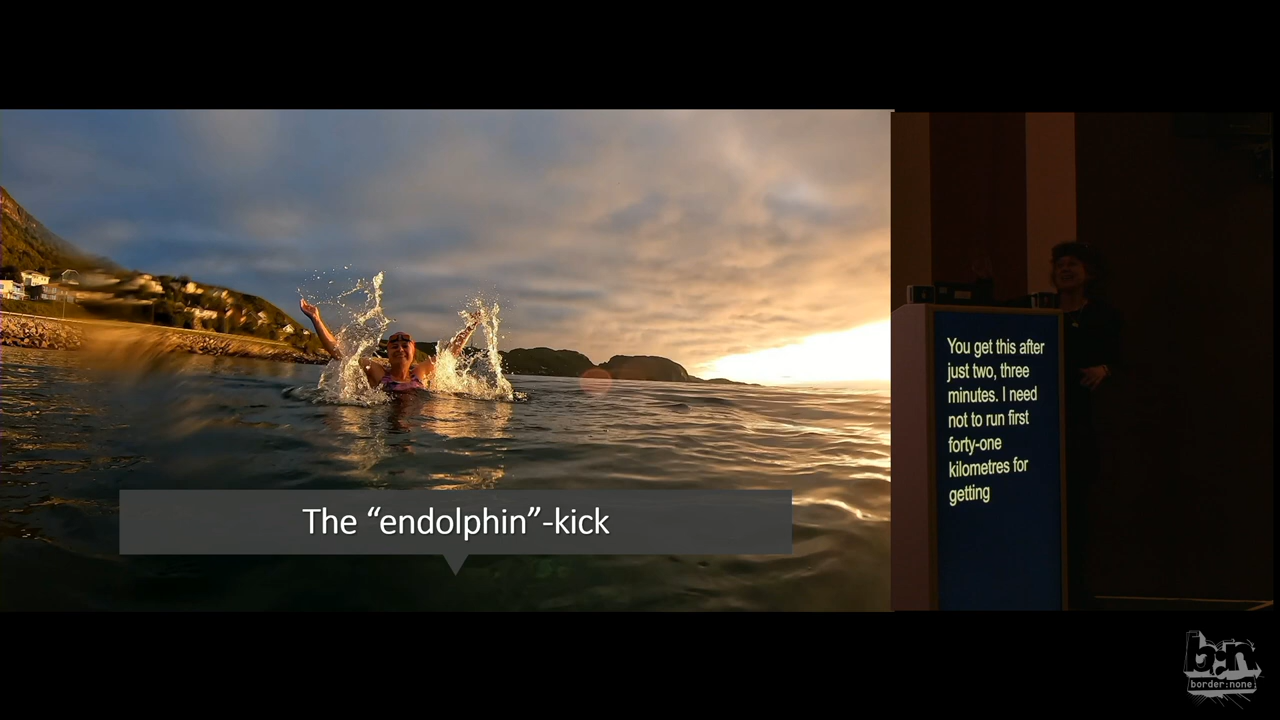 The “endolphin”-kick
You get this after
just two, three
minutes. I need
not to run first
forty-one
kilometres for
getting
b:n
border:none